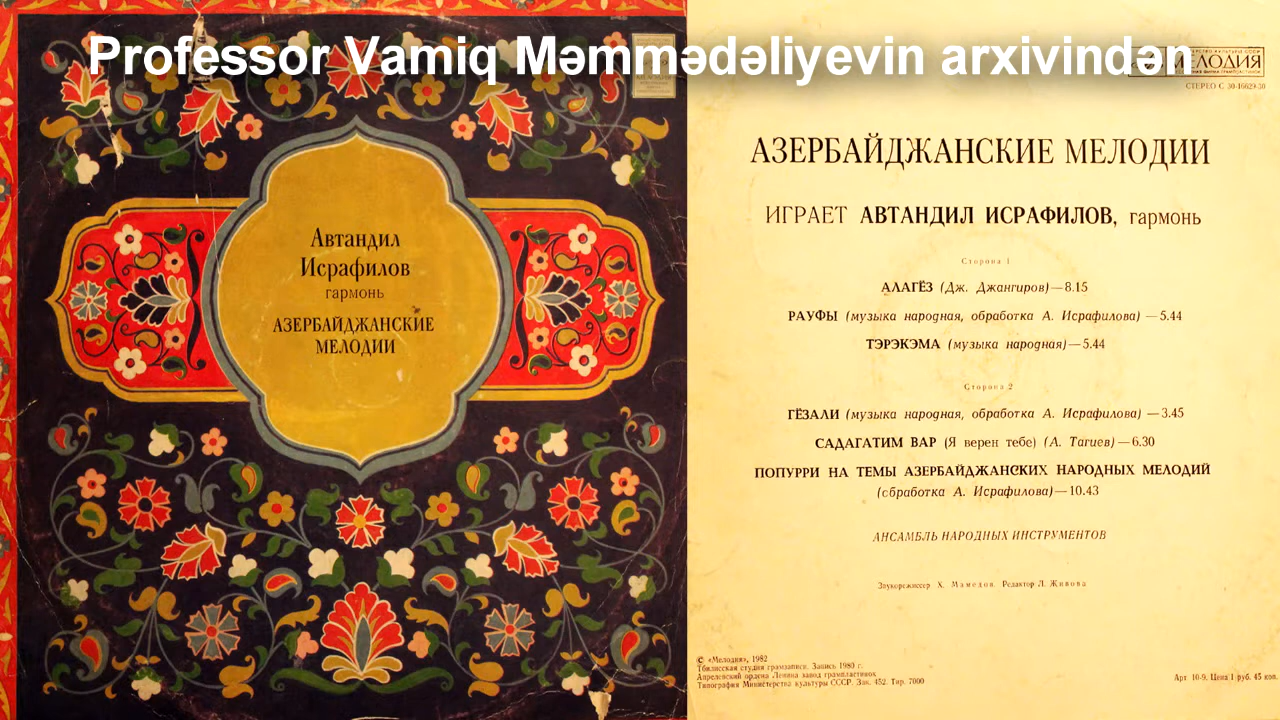 Professor Vamiq Məmmədəliyevin arxivindən
Автандил
Исрафилов
гармонь
АЗЕРБАЙДЖАНСКИЕ
МЕЛОДИИ
МЕЛОДИЯ
СТЕРЕО С 30-16629-30
АЗЕРБАЙДЖАНСКИЕ МЕЛОДИИ
ИГРАЕТ АВТАНДИЛ ИСРАФИЛОВ, гармонь
Сторона 1
АЛАГЁЗ (Дж. Джангиров) — 8.15
РАУФЫ (музыка народная, обработка А. Исрафилова) — 5.44
ТЭРЭКЭМА (музыка народная) — 5.44
Сторона 2
ГЁЗАЛИ (музыка народная, обработка А. Исрафилова) — 3.45
САДАГАТИМ ВАР (Я верен тебе) (А. Тагиев) — 6.30
ПОПУРРИ НА ТЕМЫ АЗЕРБАЙДЖАНСКИХ НАРОДНЫХ МЕЛОДИЙ
(обработка А. Исрафилова) — 10.43
АНСАМБЛЬ НАРОДНЫХ ИНСТРУМЕНТОВ
Звукорежиссер Х. Мамедов. Редактор Л. Живова
© «Мелодия», 1982
Тбилисская студия грамзаписи. Запись 1980 г.
Апрелевский ордена Ленина завод грампластинок
Типография Министерства культуры СССР. Зак. 452. Тир. 7000
Арт. 10-9. Цена 1 руб. 45 коп.